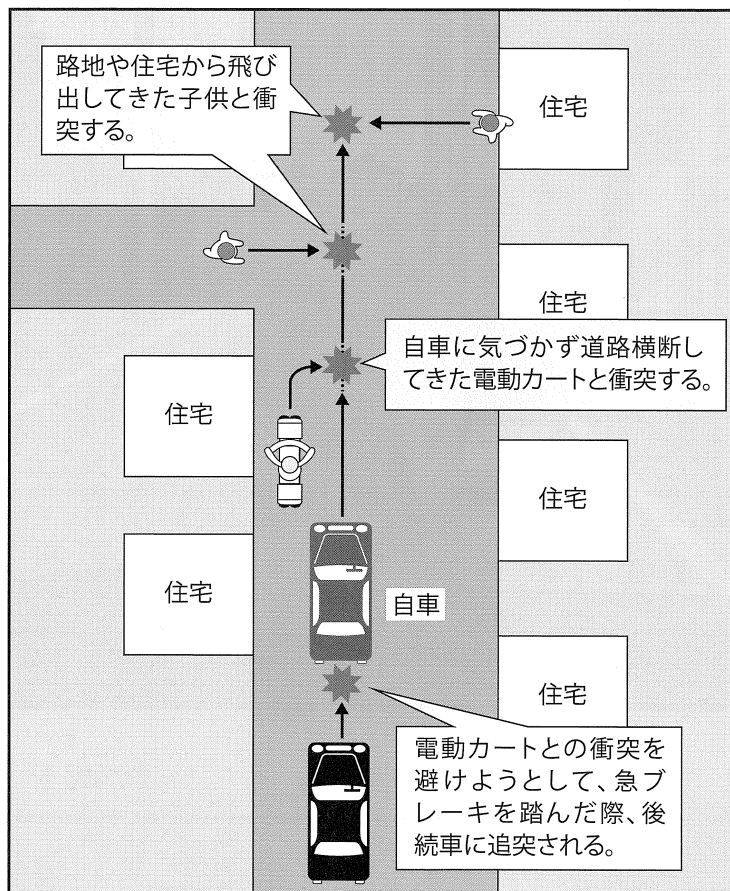 路地や住宅から飛び
出してきた子供と衝
突する。
住宅
住宅
自車に気づかず道路横断し
てきた電動カートと衝突する。
住宅
住宅
住宅
自車
住宅
電動カートとの衝突を
避けようとして、急ブ
レーキを踏んだ際、後
続車に追突される。